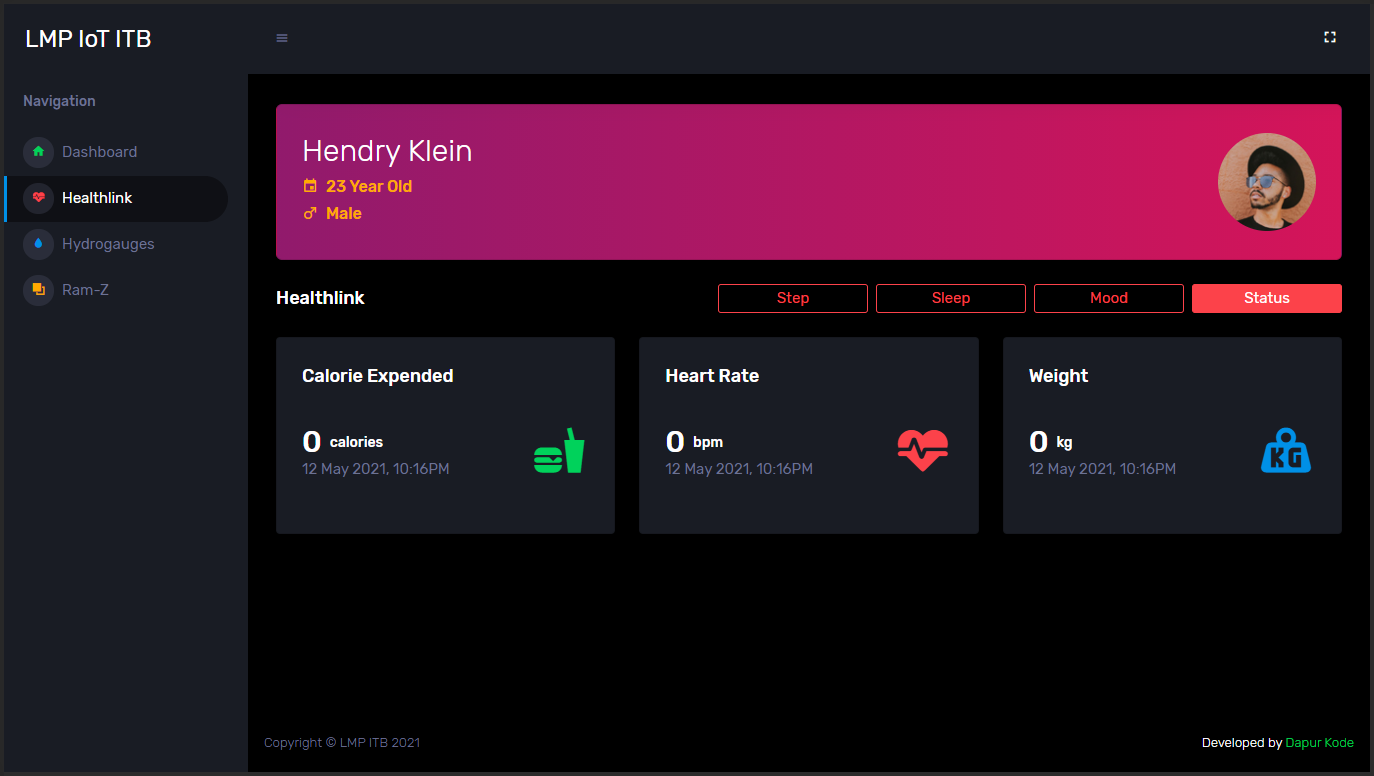 LMP IoT ITB
Navigation
Dashboard
Healthlink
Hydrogauges
Ram-Z
Hendry Klein
23 Year Old
Male
Healthlink
Step
Sleep
Mood
Status
Calorie Expended
0 calories
12 May 2021, 10:16PM
Heart Rate
0 bpm
12 May 2021, 10:16PM
Weight
0 kg
12 May 2021, 10:16PM
KG
Copyright © LMP ITB 2021
Developed by Dapur Kode